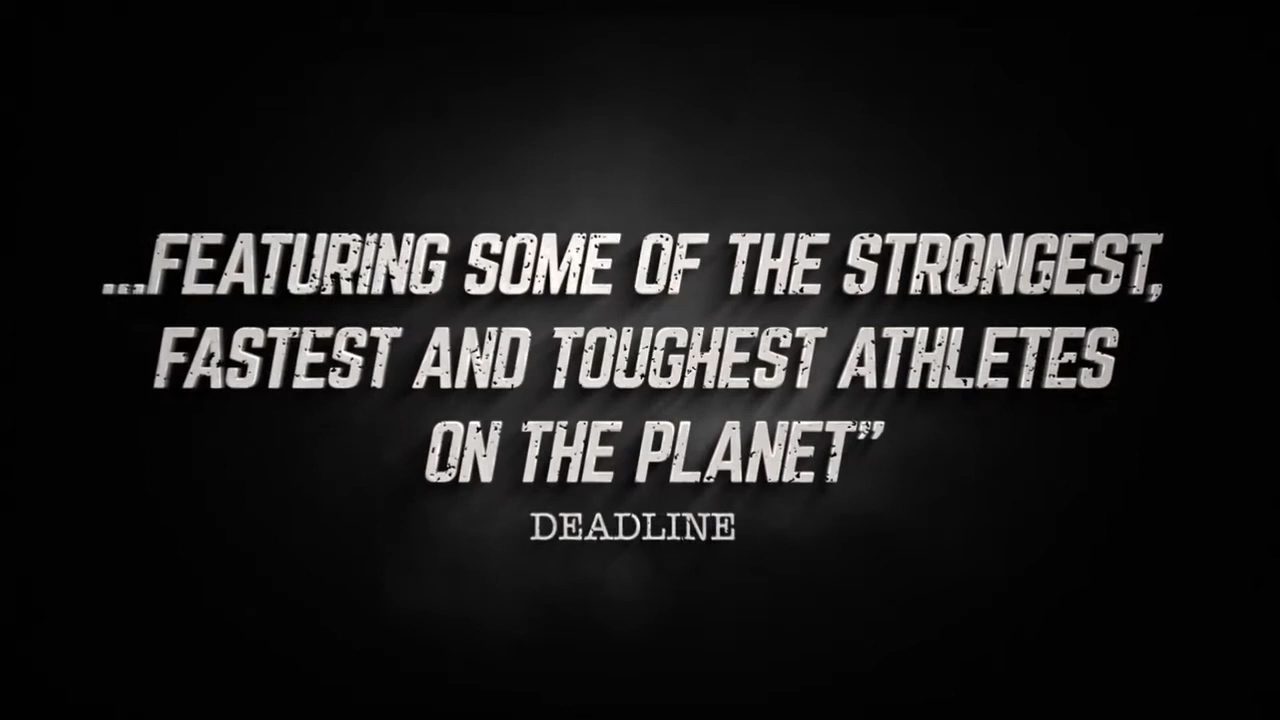 ...FEATURING SOME OF THE STRONGEST,
FASTEST AND TOUGHEST ATHLETES
ON THE PLANET”
DEADLINE